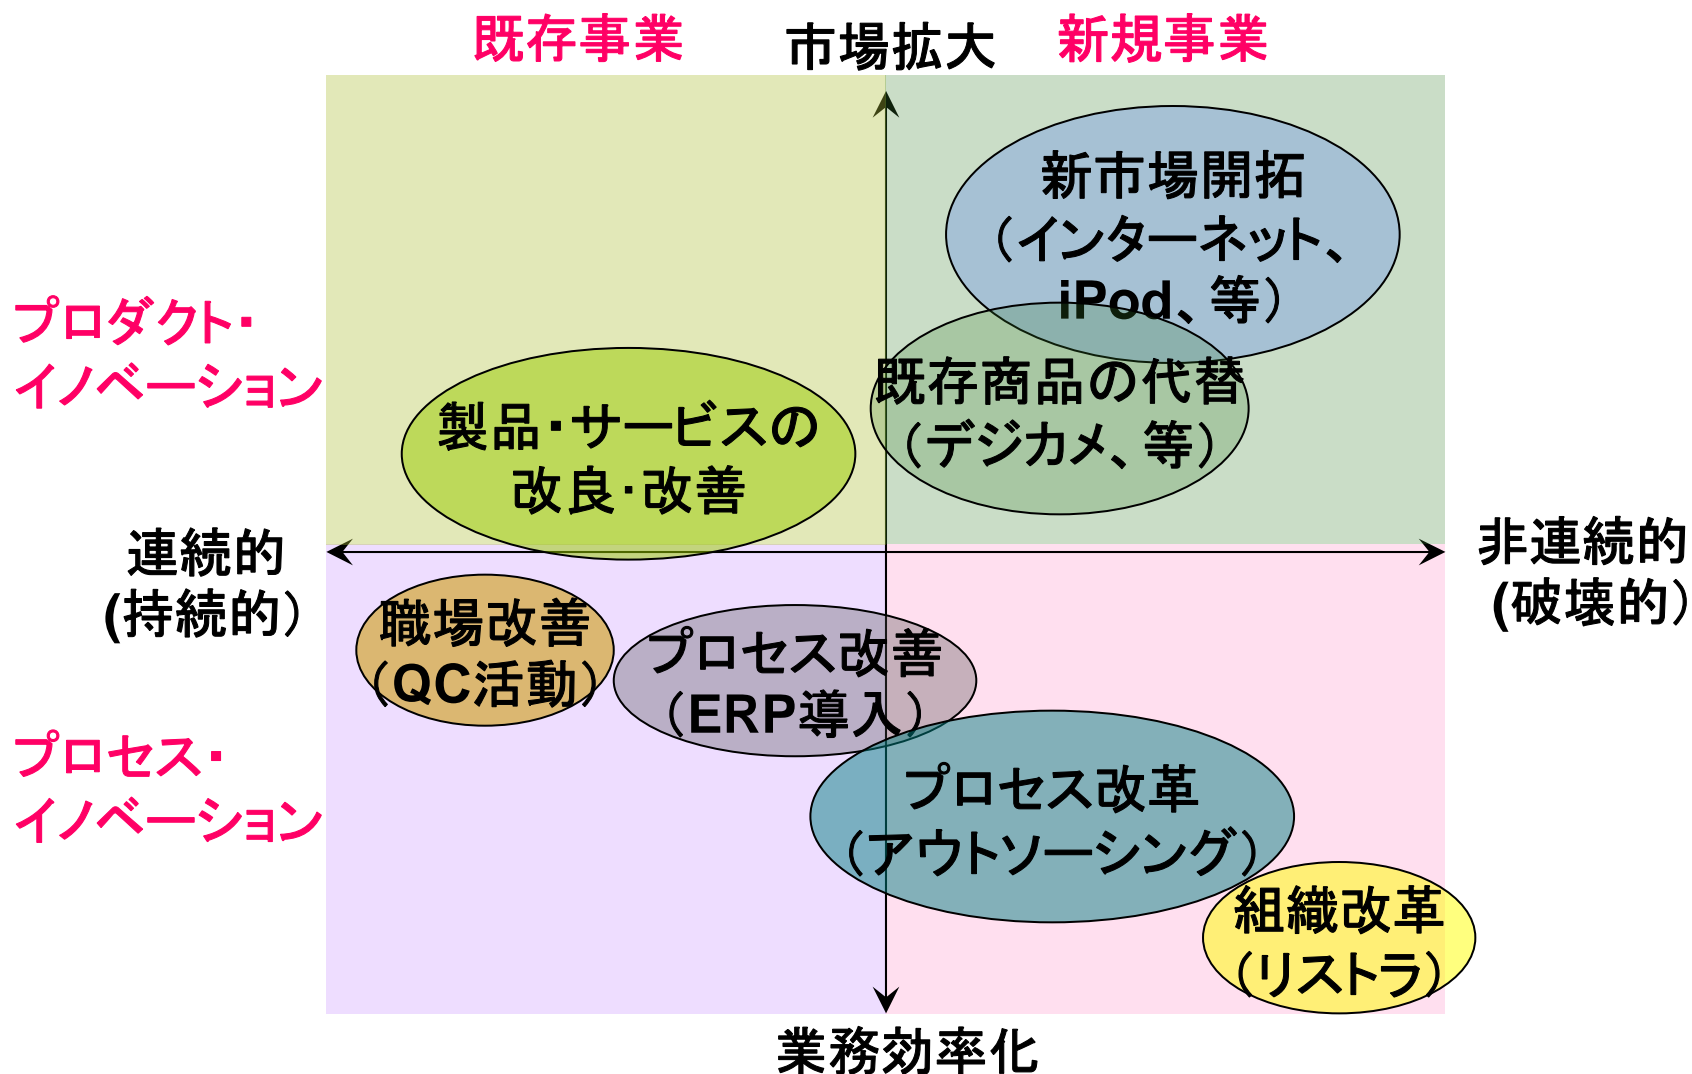 既存事業
市場拡大
新規事業
新市場開拓
（インターネット、
iPod、等）
プロダクト・
イノベーション
既存商品の代替
（デジカメ、等）
製品・サービスの
改良・改善
連続的
(持続的）
非連続的
(破壊的）
職場改善
（QC活動）
プロセス改善
（ERP導入）
プロセス・
イノベーション
プロセス改革
（アウトソーシング）
組織改革
（リストラ）
業務効率化